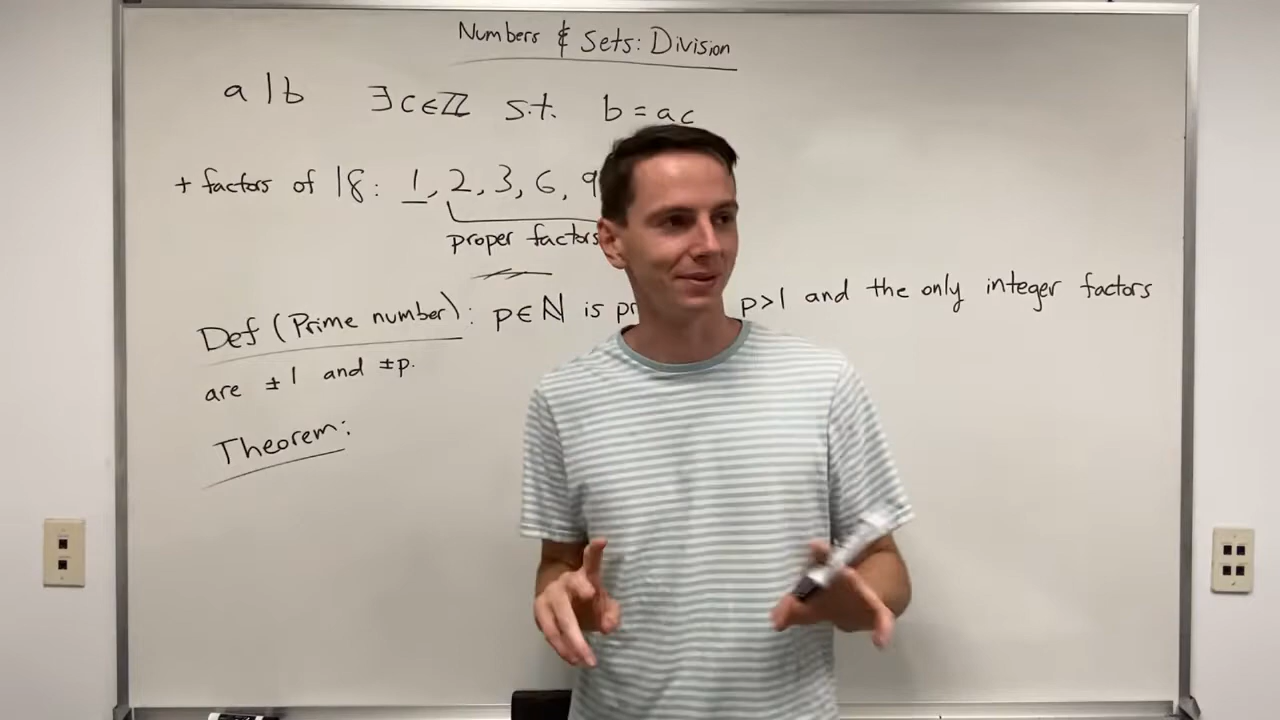 Numbers & Sets: Division
a | b ∃ c ∈ ℤ s.t. b = ac
+ factors of 18: 1, 2, 3, 6, 9
proper factors
Def (Prime number): p ∈ ℕ is p>1 and the only integer factors
are ±1 and ±p.
Theorem: